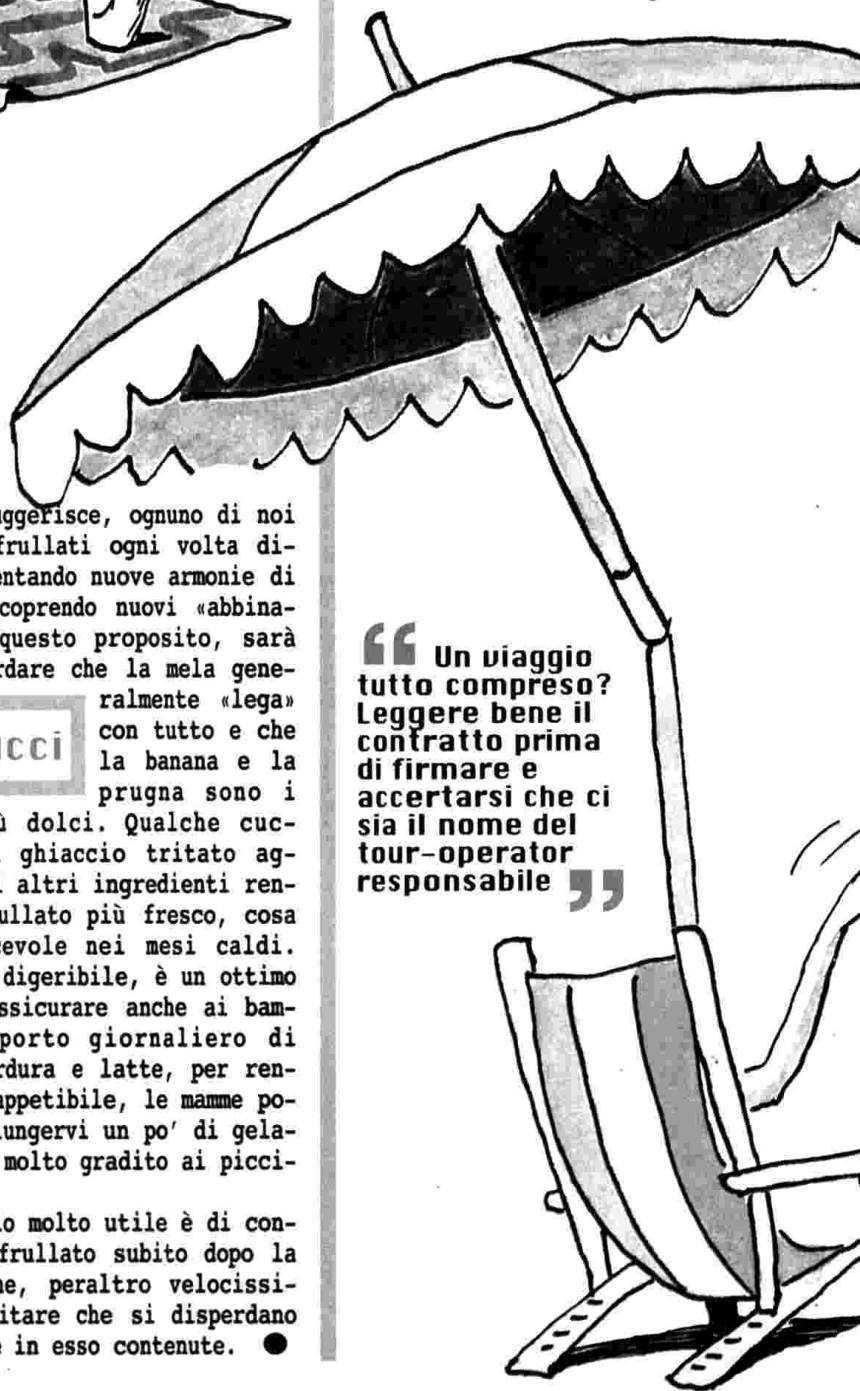 uggerisce, ognuno di noi
frullati ogni volta di-
entando nuove armonie di
coprendo nuovi «abbina-
questo proposito, sarà
rdare che la mela gene-
ralmente «lega»
con tutto e che
la banana e la
prugna sono i
ù dolci. Qualche cuc-
ghiaccio tritato ag-
i altri ingredienti ren-
ullato più fresco, cosa
cevole nei mesi caldi.
digeribile, è un ottimo
ssicurare anche ai bam-
porto giornaliero di
rdura e latte, per ren-
appetibile, le mamme po-
iungervi un po' di gela-
molto gradito ai picci-
lo molto utile è di con-
frullato subito dopo la
ne, peraltro velocissi-
itare che si disperdano
e in esso contenute. ●
ucci
“ Un viaggio
tutto compreso?
Leggere bene il
contratto prima
di firmare e
accertarsi che ci
sia il nome del
tour-operator
responsabile ”